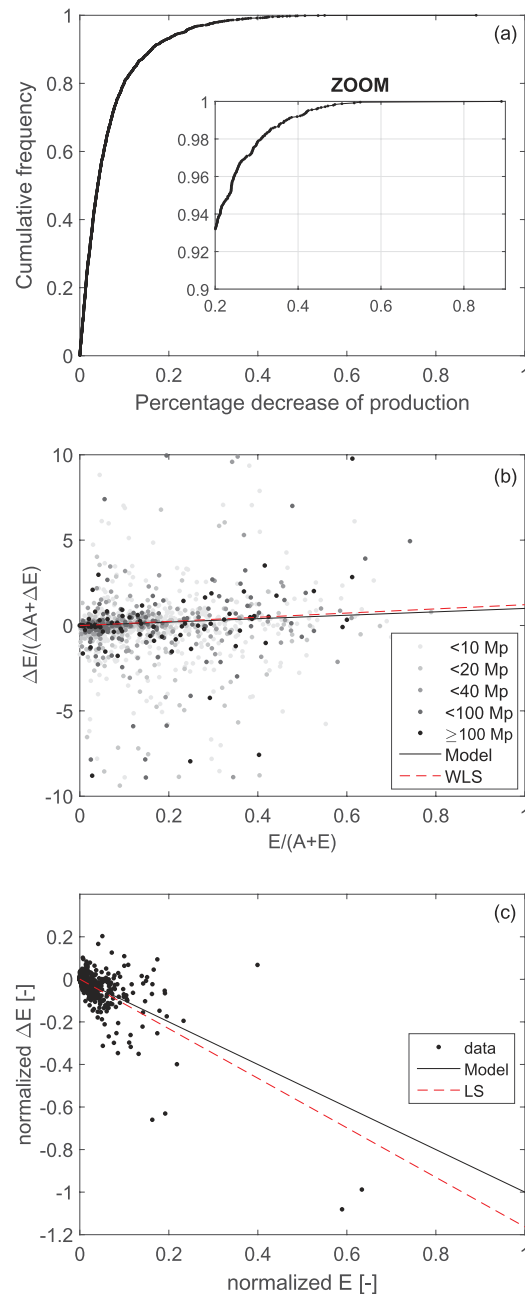 (a)
Cumulative frequency
1
0.8
0.6
0.4
0.2
0
ZOOM
1
0.98
0.96
0.94
0.92
0.9
0.2 0.4 0.6 0.8
0 0.2 0.4 0.6 0.8 1
Percentage decrease of production
(b)
ΔE/(ΔA+ΔE)
10
5
0
-5
-10
<10 Mp
<20 Mp
<40 Mp
<100 Mp
≥100 Mp
Model
WLS
0 0.2 0.4 0.6 0.8 1
E/(A+E)
(c)
normalized ΔE [-]
0.2
0
-0.2
-0.4
-0.6
-0.8
-1
-1.2
data
Model
LS
0 0.2 0.4 0.6 0.8 1
normalized E [-]